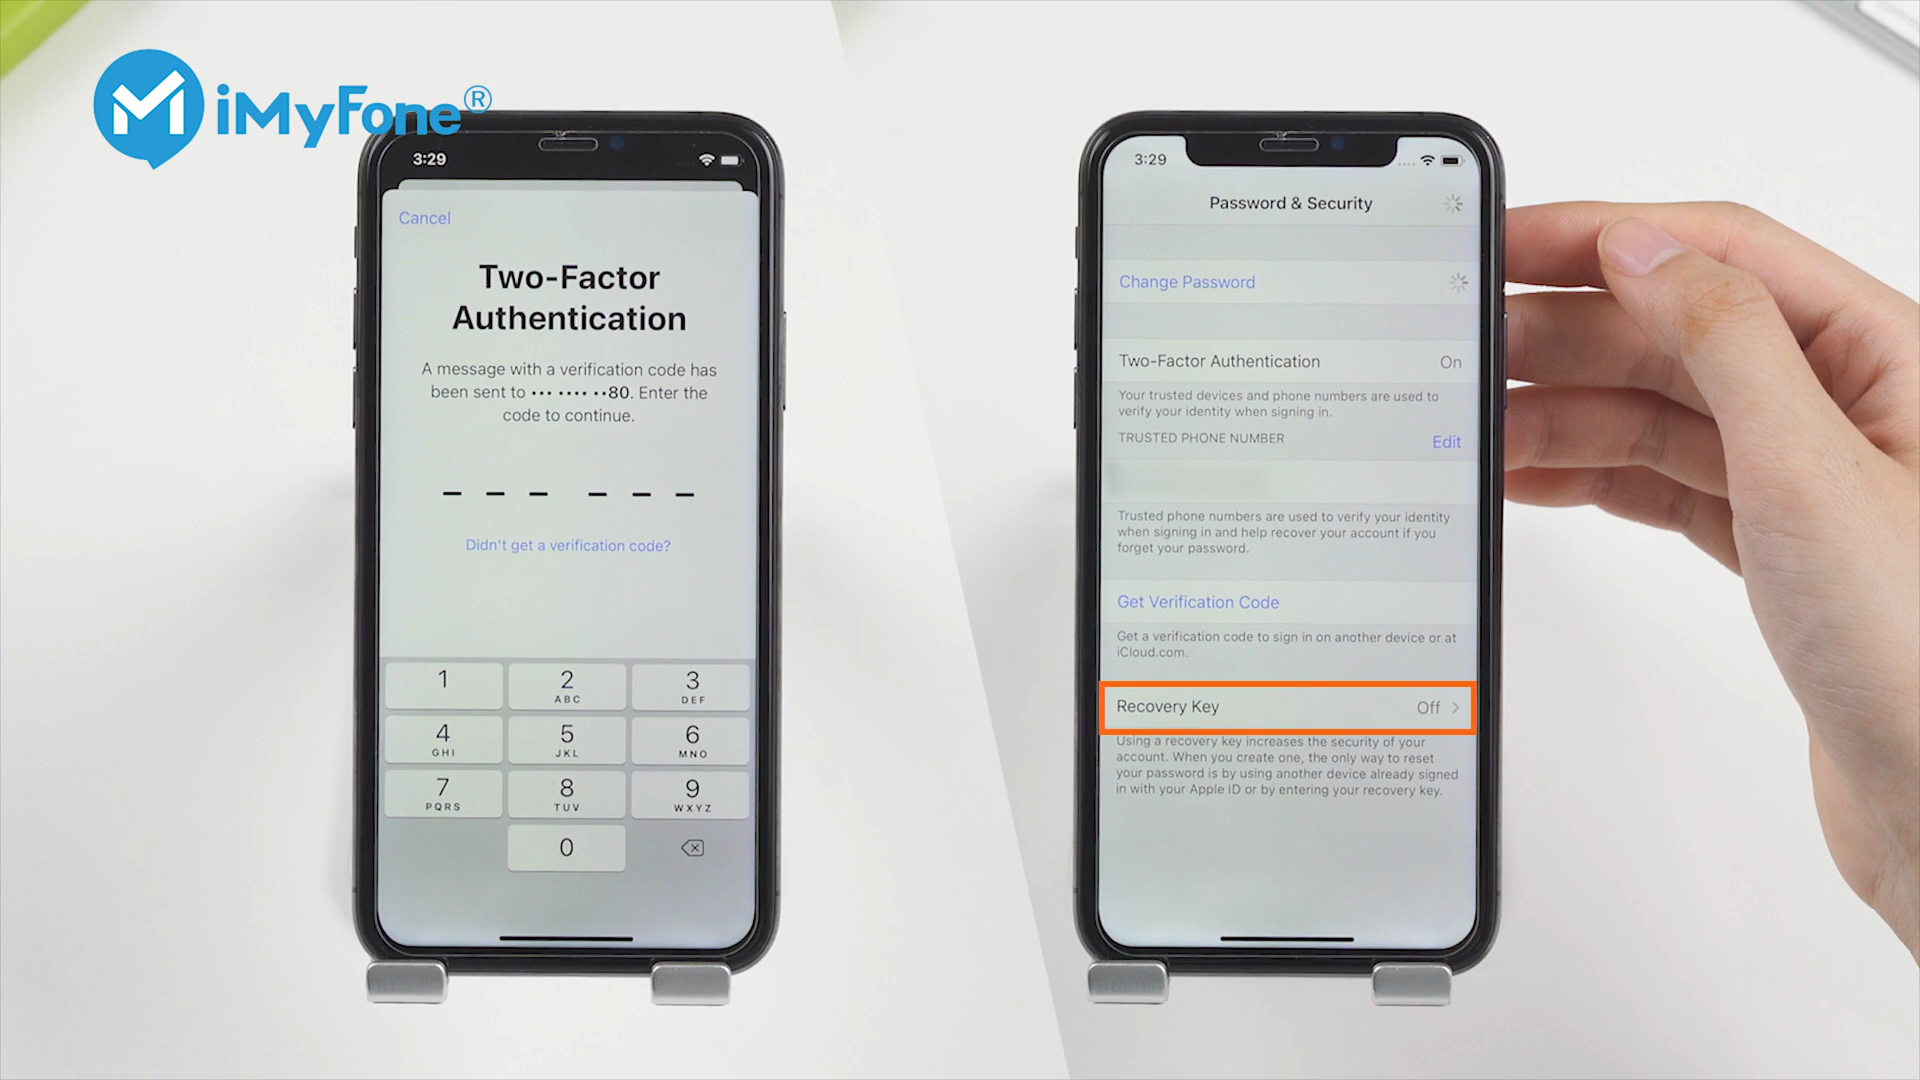 iMyFone®
3:29
Cancel
Two-Factor
Authentication
A message with a verification code has
been sent to ••• •••• ••80. Enter the
code to continue.
Didn't get a verification code?
1
2
ABC
3
DEF
4
GHI
5
JKL
6
MNO
7
PQRS
8
TUV
9
WXYZ
0
3:29
Password & Security
Change Password
Two-Factor Authentication On
Your trusted devices and phone numbers are used to
verify your identity when signing in.
TRUSTED PHONE NUMBER Edit
Trusted phone numbers are used to verify your identity
when signing in and help recover your account if you
forget your password.
Get Verification Code
Get a verification code to sign in on another device or at
iCloud.com.
Recovery Key Off
Using a recovery key increases the security of your
account. When you create one, the only way to reset
your password is by using another device already signed
in with your Apple ID or by entering your recovery key.